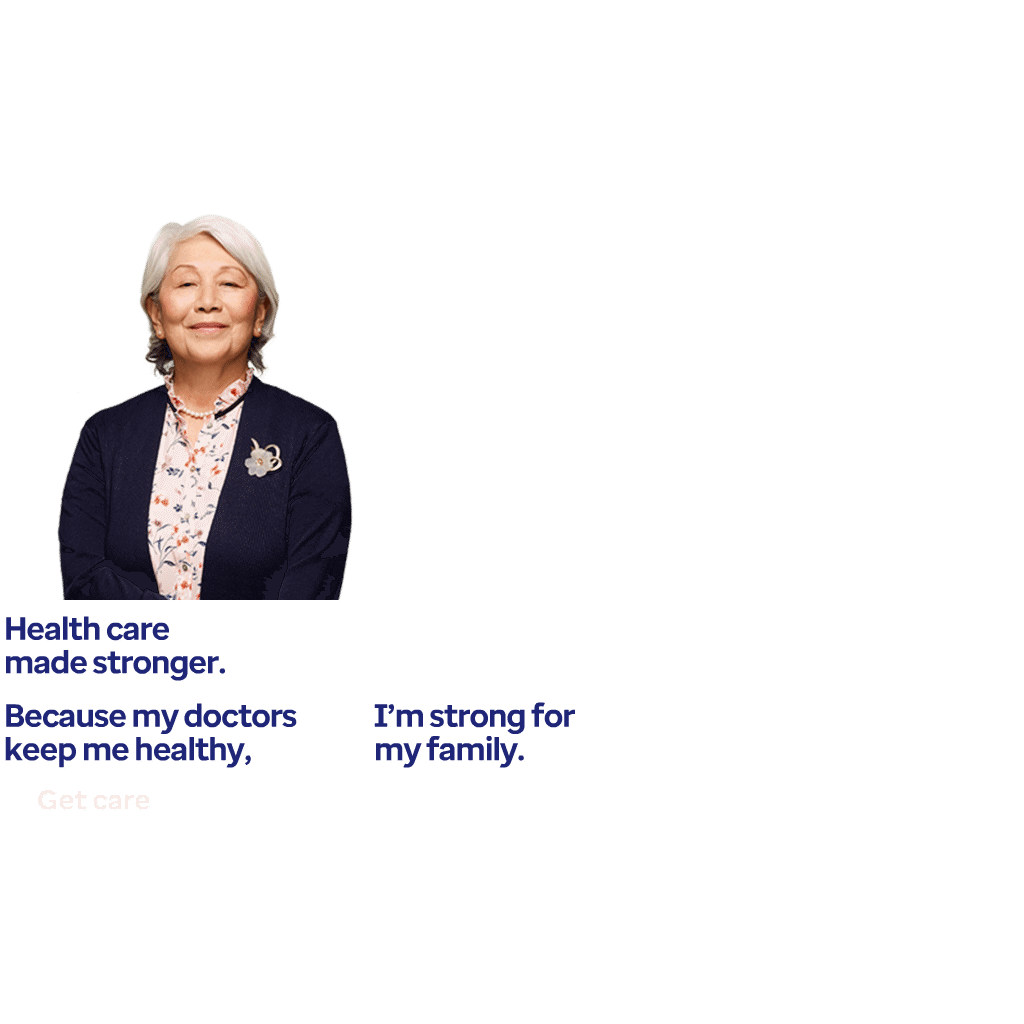 Health care
made stronger.
Because my doctors
keep me healthy,
I’m strong for
my family.
Get care